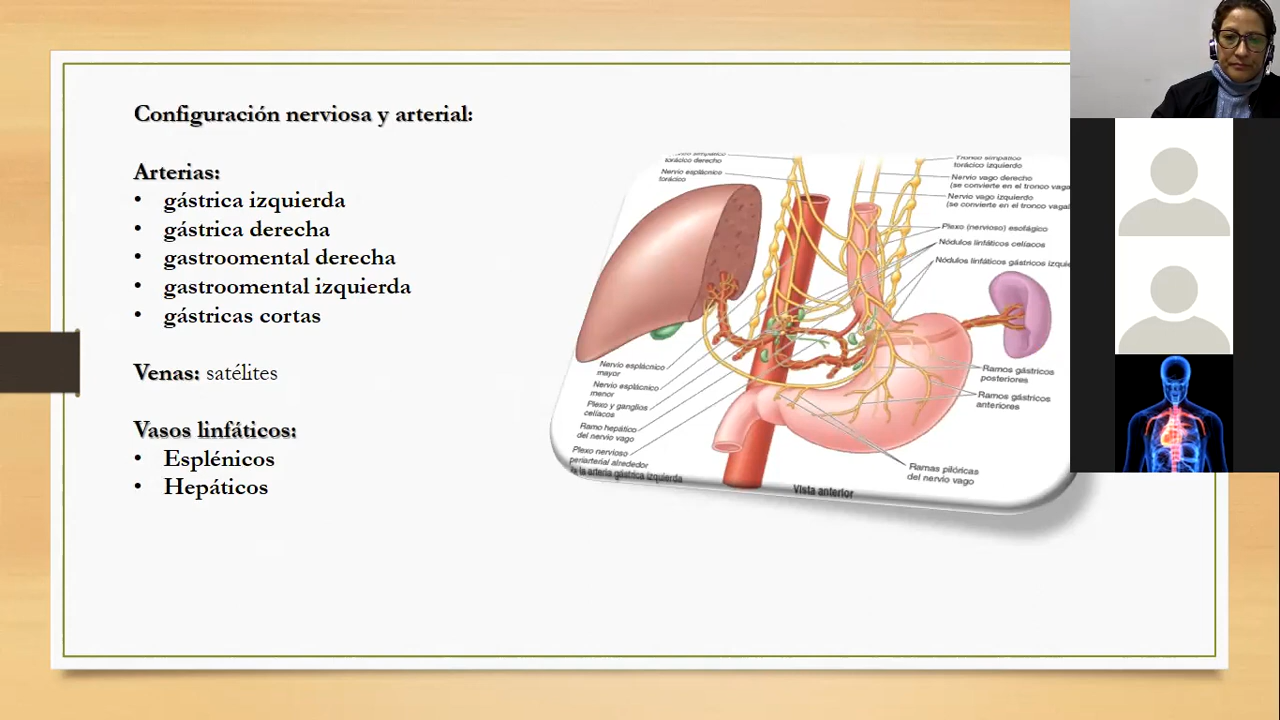 Configuración nerviosa y arterial:
Arterias:
• gástrica izquierda
• gástrica derecha
• gastroomental derecha
• gastroomental izquierda
• gástricas cortas
Venas: satélites
Vasos linfáticos:
• Esplénicos
• Hepáticos
torácico derecho
Nervio esplácnico
torácico
Tronco simpático
torácico izquierdo
Nervio vago derecho
(se convierte en el tronco vagal
Nervio vago izquierdo
(se convierte en el tronco vagal
Plexo (nervioso) esofágico
Nódulos linfáticos celíacos
Nódulos linfáticos gástricos
Nervio esplácnico
mayor
Nervio esplácnico
menor
Plexo y ganglios
celíacos
Ramo hepático
del nervio vago
Plexo nervioso
periarterial alrededor
la arteria gástrica izquierda
Ramos gástricos
posteriores
Ramos gástricos
anteriores
Ramas pilóricas
del nervio vago
Vista anterior